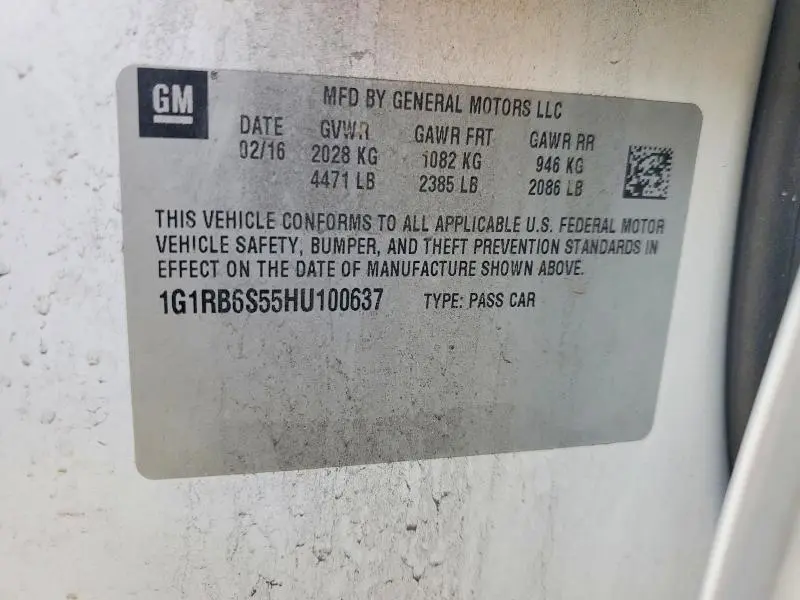 GM
MFD BY GENERAL MOTORS LLC
DATE GVWR GAWR FRT GAWR RR
02/16 2028 KG 1082 KG 946 KG
4471 LB 2385 LB 2086 LB
THIS VEHICLE CONFORMS TO ALL APPLICABLE U.S. FEDERAL MOTOR
VEHICLE SAFETY, BUMPER, AND THEFT PREVENTION STANDARDS IN
EFFECT ON THE DATE OF MANUFACTURE SHOWN ABOVE.
1G1RB6S55HU100637 TYPE: PASS CAR